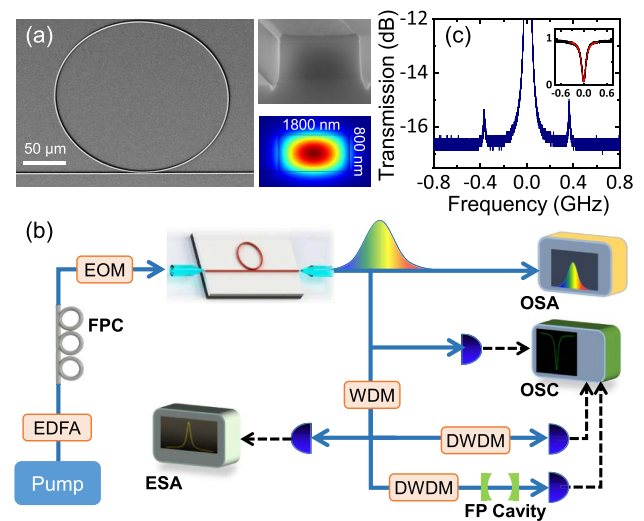 (a)
50 μm
1800 nm
800 nm
(c)
Transmission (dB)
-12
-14
-16
1
0
-0.6 0.0 0.6
-0.8 -0.4 0.0 0.4 0.8
Frequency (GHz)
(b)
EOM
FPC
EDFA
Pump
OSA
OSC
WDM
ESA
DWDM
DWDM
FP Cavity